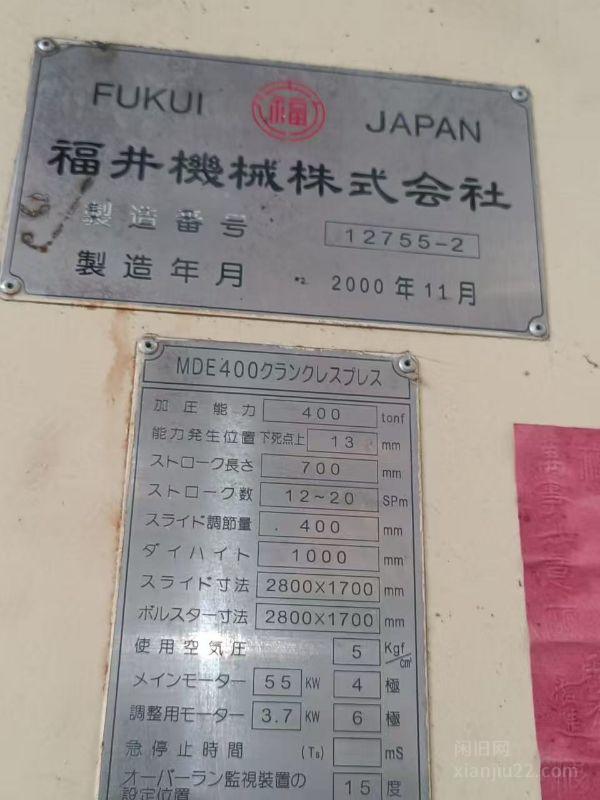 FUKUI 福 JAPAN
福井機械株式会社
製造番号 12755-2
製造年月 2000年11月
MDE400クランクレスプレス
加圧能力 400 tonf
能力発生位置 下死点上 13 mm
ストローク長さ 700 mm
ストローク数 12~20 SPm
スライド調節量 400 mm
ダイハイト 1000 mm
スライド寸法 2800×1700 mm
ボルスター寸法 2800×1700 mm
使用空気圧 5 Kgf/cm²
メインモーター 55 KW 4 極
調整用モーター 3.7 KW 6 極
急停止時間 (Ts) mS
オーバーラン監視装置の
設定位置 15 度
闲旧网
xianjiu22.com